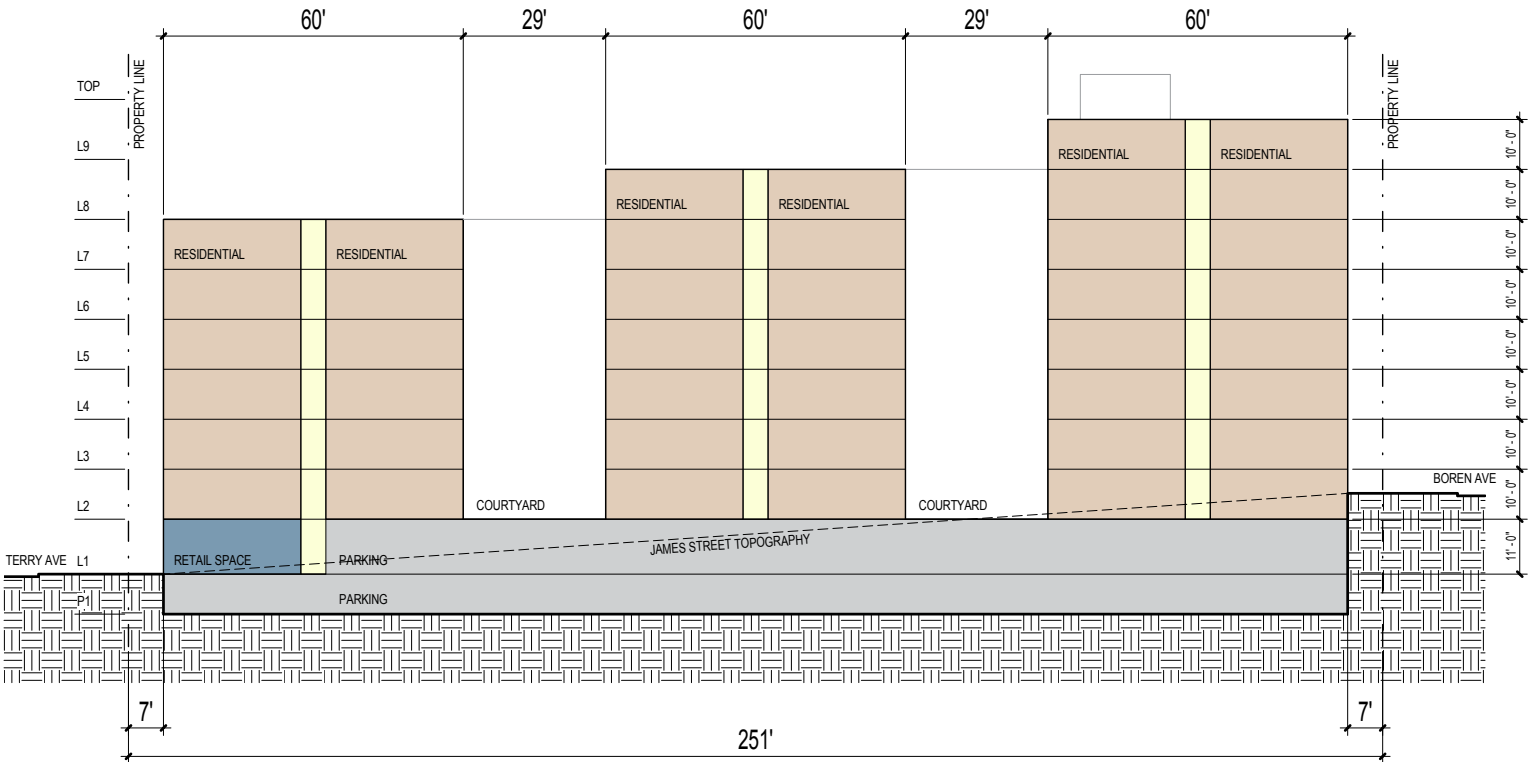 60'
29'
60'
29'
60'
TOP
PROPERTY LINE
PROPERTY LINE
L9
RESIDENTIAL
RESIDENTIAL
10' - 0"
L8
RESIDENTIAL
RESIDENTIAL
10' - 0"
L7
RESIDENTIAL
RESIDENTIAL
10' - 0"
L6
10' - 0"
L5
10' - 0"
L4
10' - 0"
L3
10' - 0"
BOREN AVE
L2
COURTYARD
COURTYARD
10' - 0"
JAMES STREET TOPOGRAPHY
TERRY AVE
L1
RETAIL SPACE
PARKING
11' - 0"
P1
PARKING
7'
7'
251'